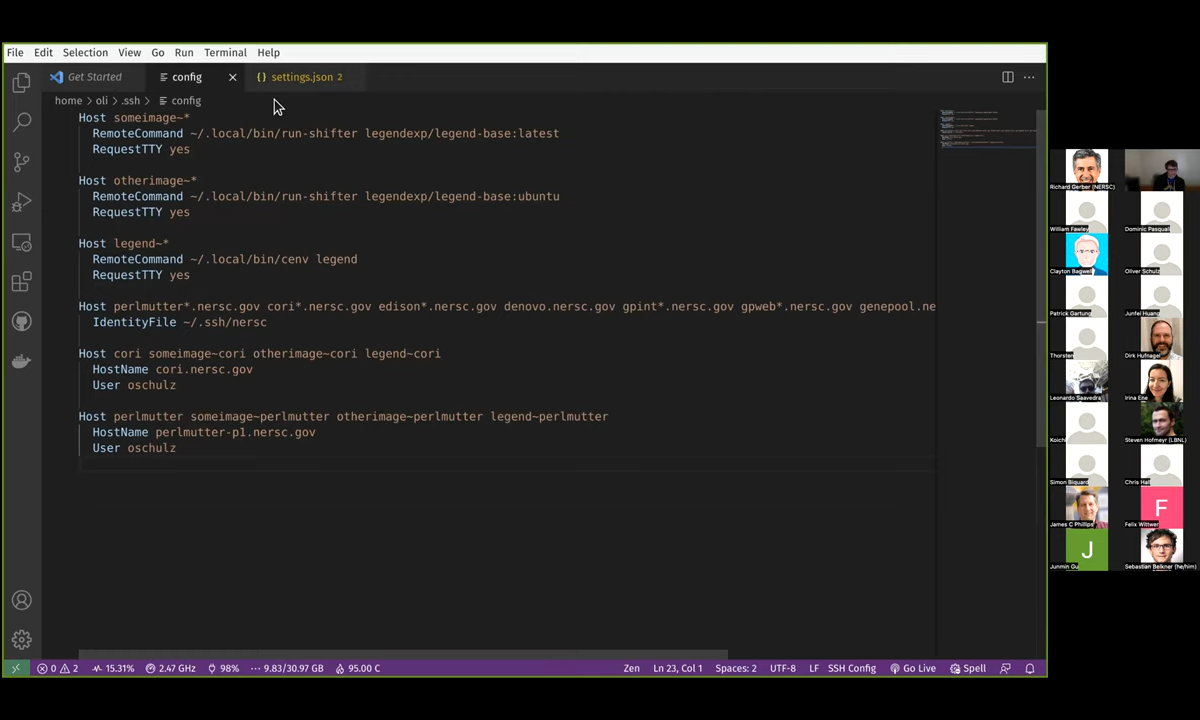 File Edit Selection View Go Run Terminal Help
Get Started config settings.json 2
home > oli > .ssh > config
Host someimage~*
RemoteCommand ~/.local/bin/run-shifter legendexp/legend-base:latest
RequestTTY yes
Host otherimage~*
RemoteCommand ~/.local/bin/run-shifter legendexp/legend-base:ubuntu
RequestTTY yes
Host legend~*
RemoteCommand ~/.local/bin/cenv legend
RequestTTY yes
Host perlmutter*.nersc.gov cori*.nersc.gov edison*.nersc.gov denovo.nersc.gov gpint*.nersc.gov gpweb*.nersc.gov genepool.ne
IdentityFile ~/.ssh/nersc
Host cori someimage~cori otherimage~cori legend~cori
HostName cori.nersc.gov
User oschulz
Host perlmutter someimage~perlmutter otherimage~perlmutter legend~perlmutter
HostName perlmutter-p1.nersc.gov
User oschulz
0 2 15.31% 2.47 GHz 98% 9.83/30.97 GB 95.00 C Zen Ln 23, Col 1 Spaces: 2 UTF-8 LF SSH Config Go Live Spell
Richard Gerber (NERSC)
William Fawley Dominic Pasquali
Clayton Bagwell Oliver Schulz
Patrick Gartung Junfei Huang
Thorsten Dirk Hufnagel
Leonardo Saavedra Irina Ene
Koichi Steven Hofmeyr (LBNL)
Simon Biquard Chris Hall
F
James C Phillips Felix Wittwer
J
Junmin Gu Sebastian Belkner (he/him)